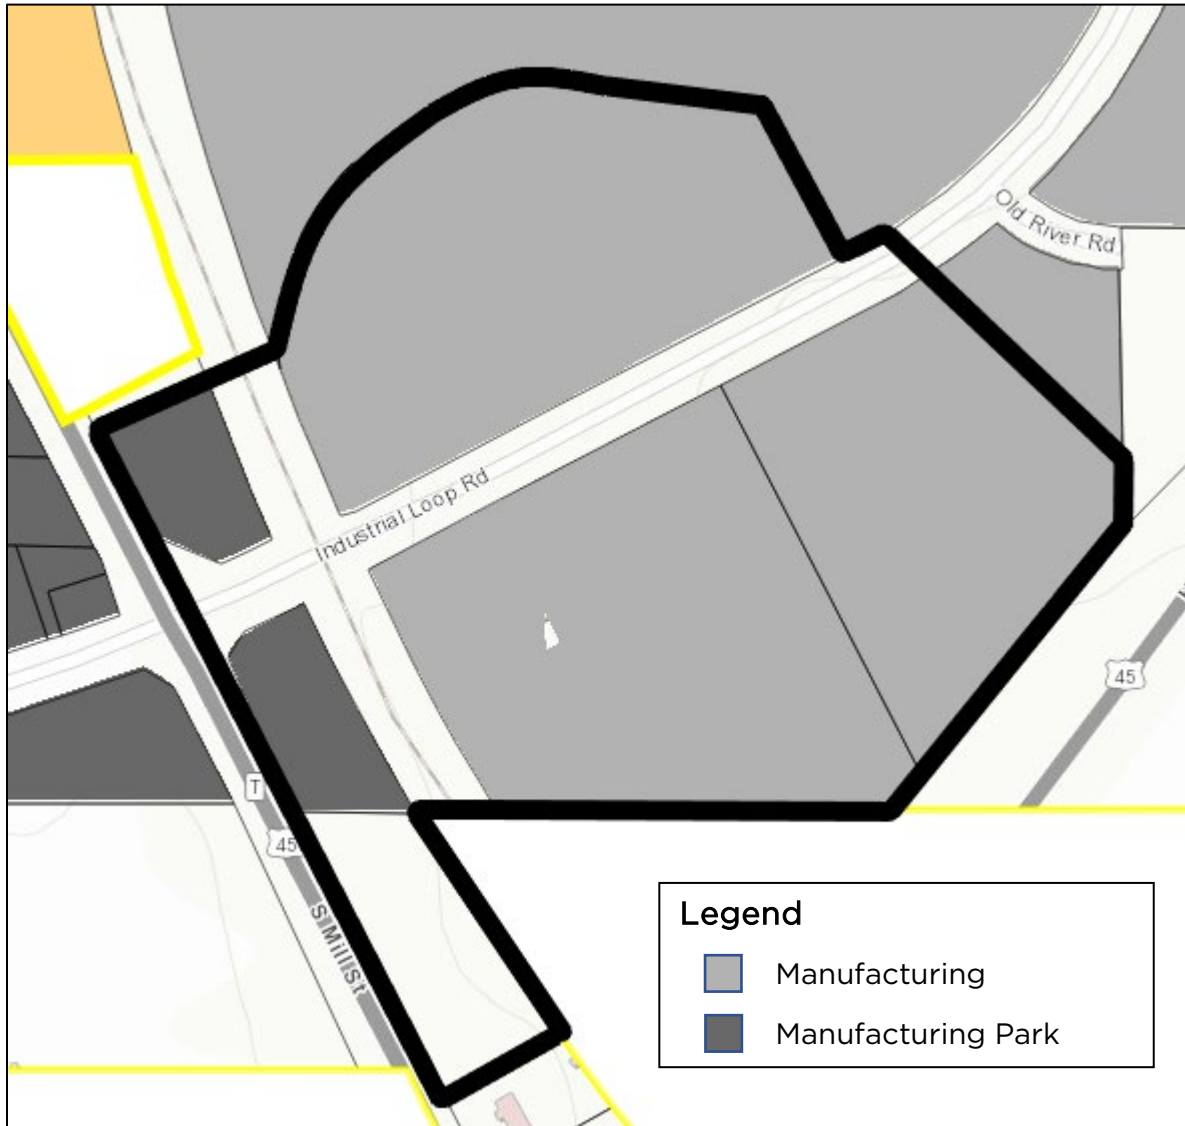 Old River Rd
Industrial Loop Rd
45
T
45
S Mill St
Legend
Manufacturing
Manufacturing Park